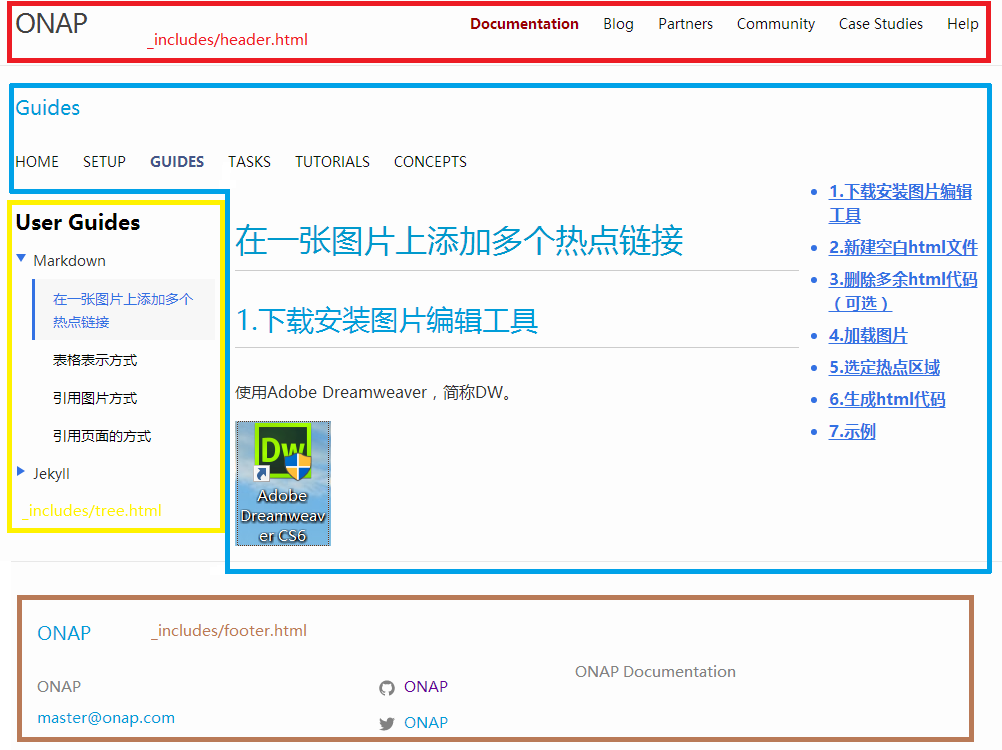 ONAP
Documentation Blog Partners Community Case Studies Help
_includes/header.html
Guides
HOME SETUP GUIDES TASKS TUTORIALS CONCEPTS
User Guides
Markdown
在一张图片上添加多个
热点链接
表格表示方式
引用图片方式
引用页面的方式
Jekyll
_includes/tree.html
在一张图片上添加多个热点链接
1.下载安装图片编辑工具
使用Adobe Dreamweaver，简称DW。
Dw
Adobe
Dreamweav
er CS6
1.下载安装图片编辑
工具
2.新建空白html文件
3.删除多余html代码
（可选）
4.加载图片
5.选定热点区域
6.生成html代码
7.示例
ONAP
_includes/footer.html
ONAP
master@onap.com
ONAP
ONAP
ONAP Documentation